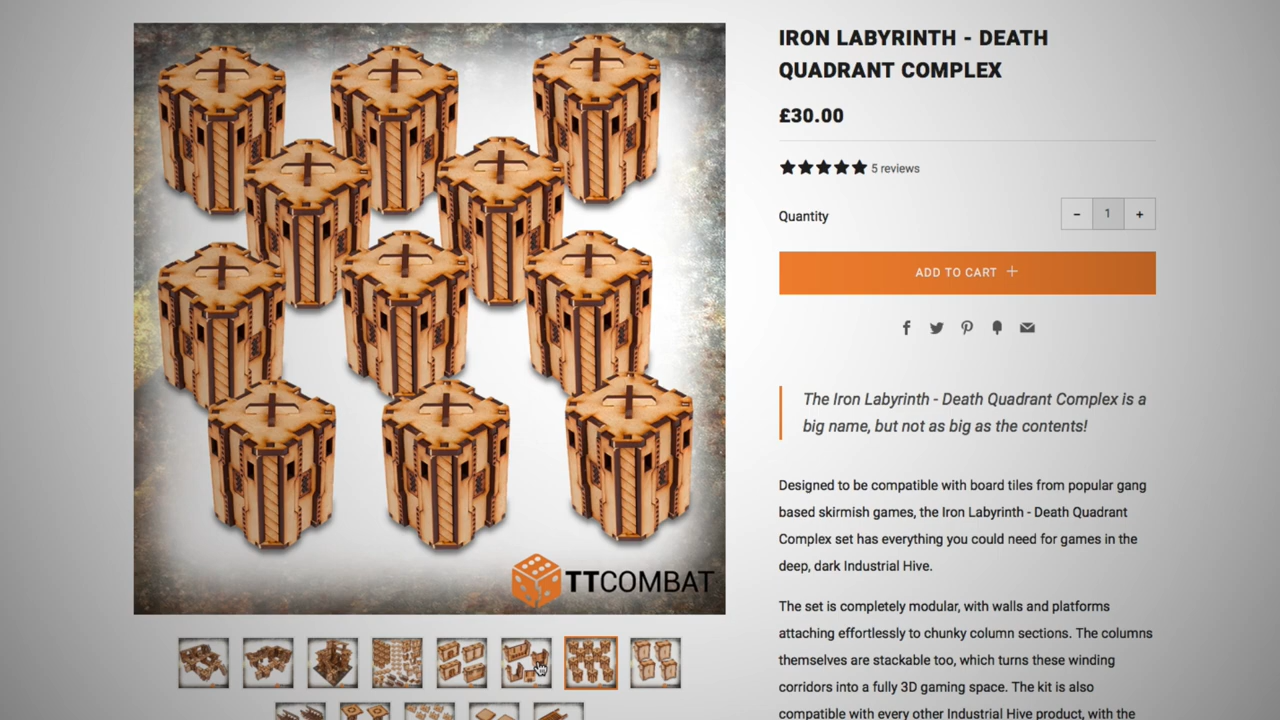 IRON LABYRINTH - DEATH
QUADRANT COMPLEX
£30.00
5 reviews
Quantity
- 1 +
ADD TO CART +
The Iron Labyrinth - Death Quadrant Complex is a
big name, but not as big as the contents!
Designed to be compatible with board tiles from popular gang
based skirmish games, the Iron Labyrinth - Death Quadrant
Complex set has everything you could need for games in the
deep, dark Industrial Hive.
The set is completely modular, with walls and platforms
attaching effortlessly to chunky column sections. The columns
themselves are stackable too, which turns these winding
corridors into a fully 3D gaming space. The kit is also
compatible with every other Industrial Hive product, with the
TTCOMBAT